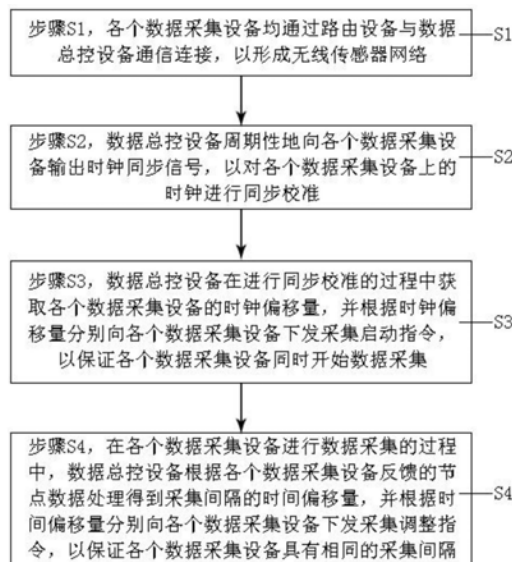 步骤S1，各个数据采集设备均通过路由设备与数据
总控设备通信连接，以形成无线传感器网络
S1
步骤S2，数据总控设备周期性地向各个数据采集设
备输出时钟同步信号，以对各个数据采集设备上的
时钟进行同步校准
S2
步骤S3，数据总控设备在进行同步校准的过程中获
取各个数据采集设备的时钟偏移量，并根据时钟偏
移量分别向各个数据采集设备下发采集启动指令，
以保证各个数据采集设备同时开始数据采集
S3
步骤S4，在各个数据采集设备进行数据采集的过程
中，数据总控设备根据各个数据采集设备反馈的节
点数据处理得到采集间隔的时间偏移量，并根据时
间偏移量分别向各个数据采集设备下发采集调整指
令，以保证各个数据采集设备具有相同的采集间隔
S4